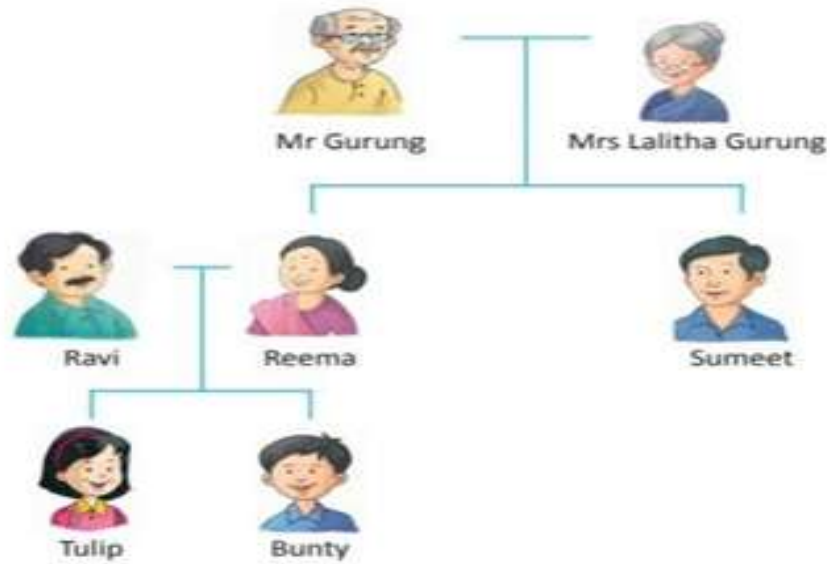 Mr Gurung
Mrs Lalitha Gurung
Ravi
Reema
Sumeet
Tulip
Bunty